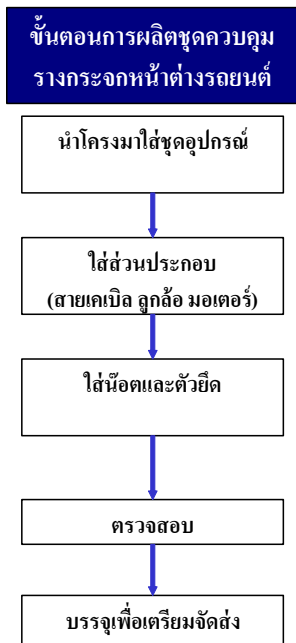 ขั้นตอนการผลิตชุดควบคุม
รางกระจกหน้าต่างรถยนต์
นำโครงมาใส่ชุดอุปกรณ์
ใส่ส่วนประกอบ
(สายเคเบิล ลูกล้อ มอเตอร์)
ใส่น๊อตและตัวยึด
ตรวจสอบ
บรรจุเพื่อเตรียมจัดส่ง